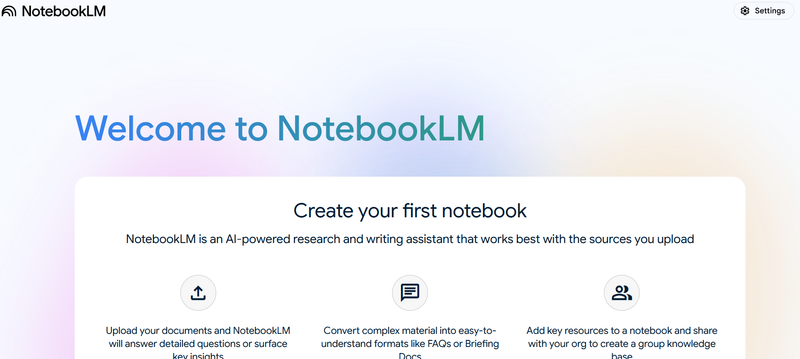 NotebookLM
Settings
Welcome to NotebookLM
Create your first notebook
NotebookLM is an AI-powered research and writing assistant that works best with the sources you upload
Upload your documents and NotebookLM
will answer detailed questions or surface
key insights
Convert complex material into easy-to-
understand formats like FAQs or Briefing
Docs
Add key resources to a notebook and share
with your org to create a group knowledge
base